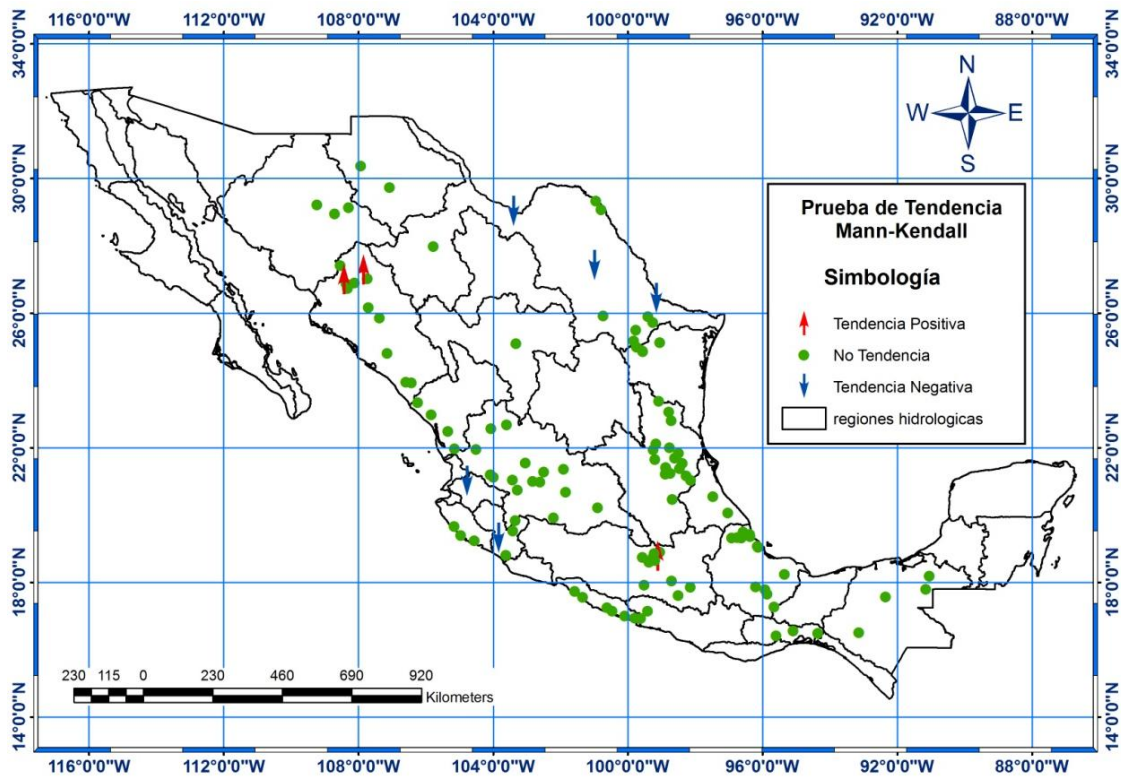 116°0'0"W 112°0'0"W 108°0'0"W 104°0'0"W 100°0'0"W 96°0'0"W 92°0'0"W 88°0'0"W
34°0'0"N 34°0'0"N
N
W E
S
30°0'0"N 30°0'0"N
Prueba de Tendencia
Mann-Kendall
Simbología
Tendencia Positiva
No Tendencia
Tendencia Negativa
regiones hidrologicas
26°0'0"N 26°0'0"N
22°0'0"N 22°0'0"N
18°0'0"N 18°0'0"N
230 115 0 230 460 690 920
Kilometers
14°0'0"N 14°0'0"N
116°0'0"W 112°0'0"W 108°0'0"W 104°0'0"W 100°0'0"W 96°0'0"W 92°0'0"W 88°0'0"W